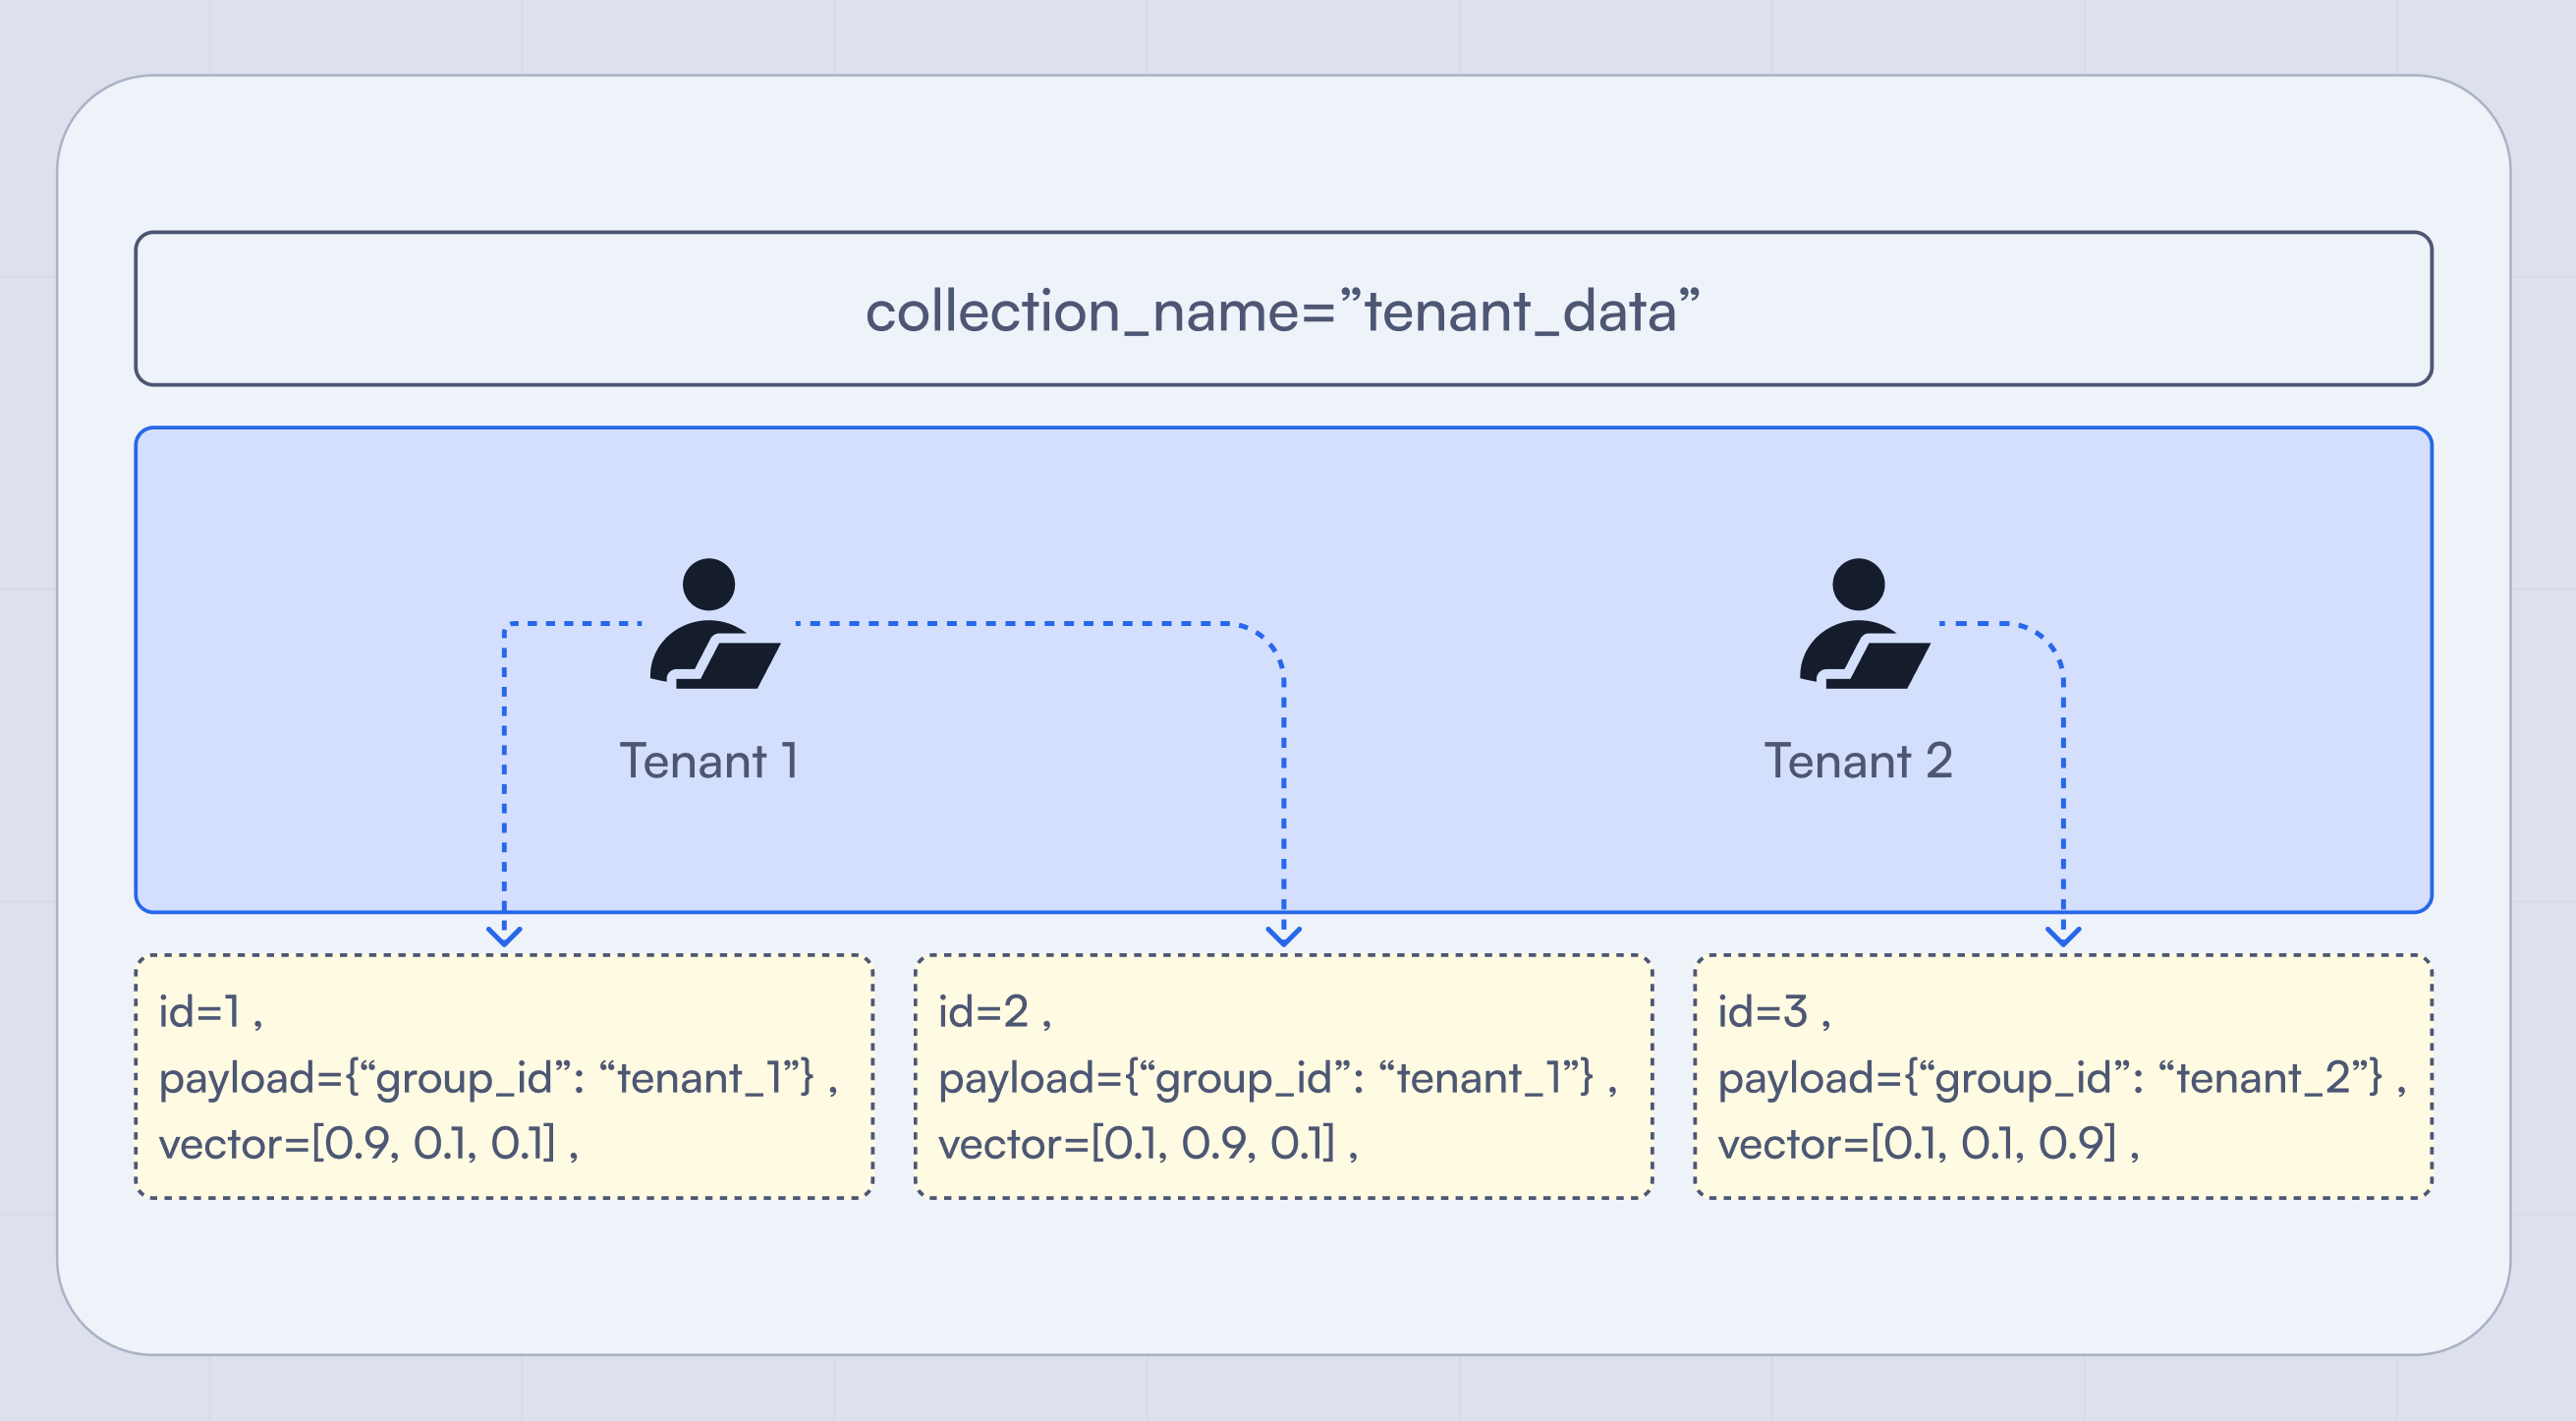 collection_name=”tenant_data”
Tenant 1
Tenant 2
id=1 ,
payload={“group_id”: “tenant_1”} ,
vector=[0.9, 0.1, 0.1] ,
id=2 ,
payload={“group_id”: “tenant_1”} ,
vector=[0.1, 0.9, 0.1] ,
id=3 ,
payload={“group_id”: “tenant_2”} ,
vector=[0.1, 0.1, 0.9] ,